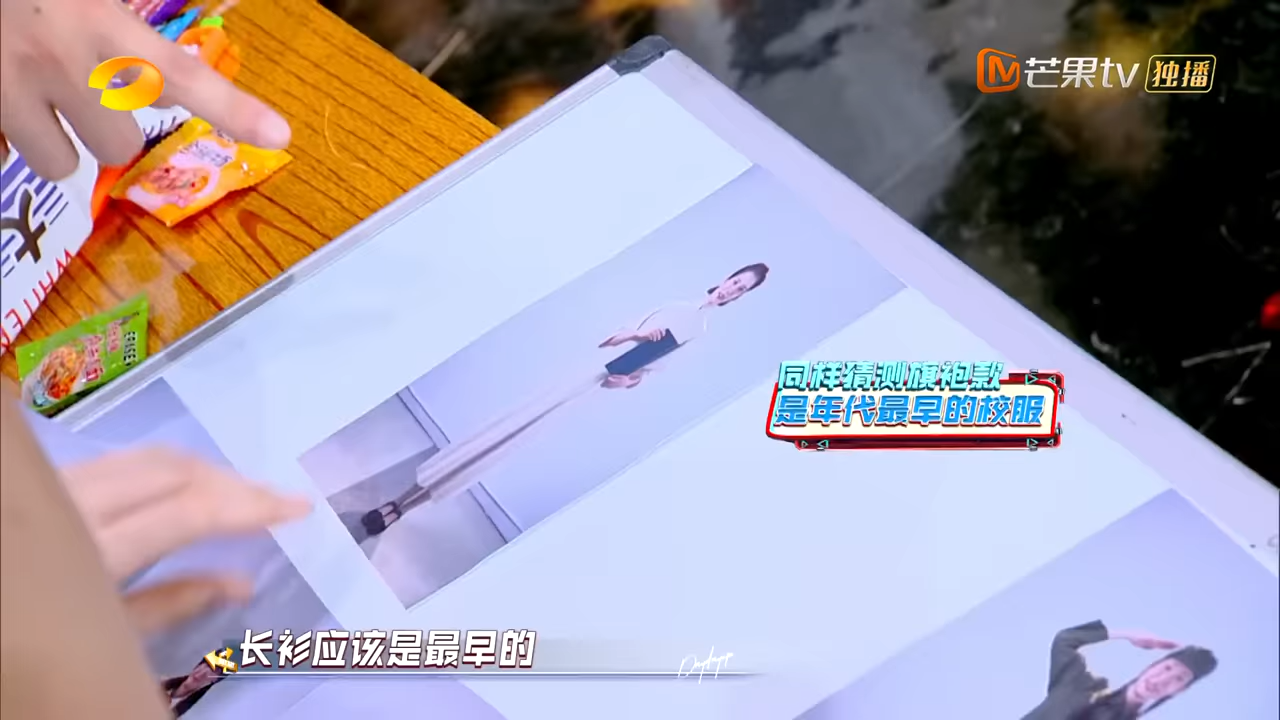 芒果tv 独播
同样猜测旗袍款
是年代最早的校服
长衫应该是最早的